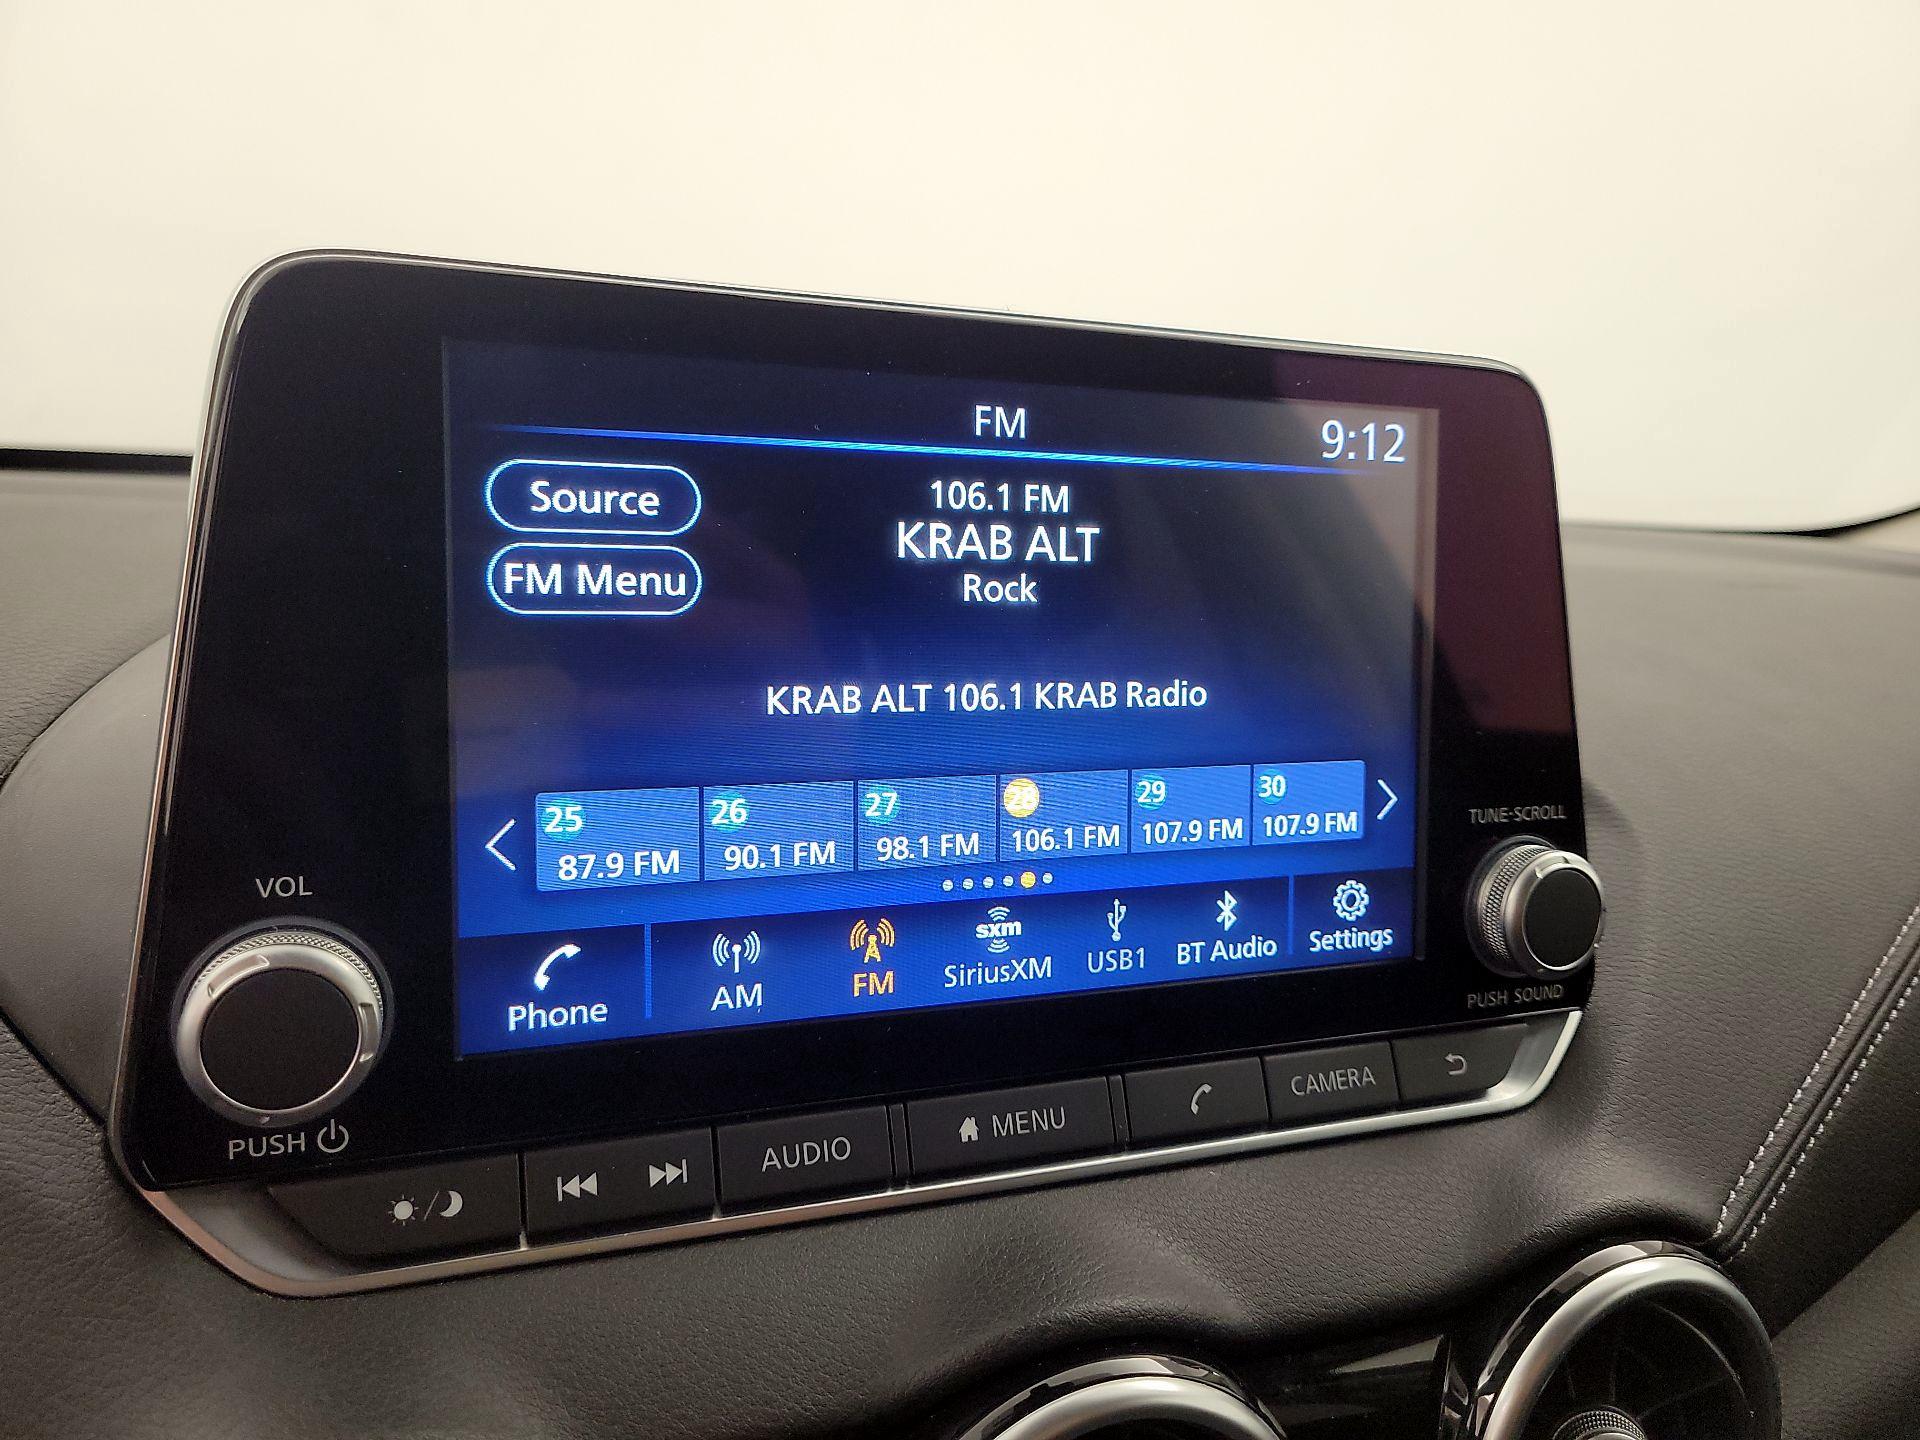 FM
9:12
Source
106.1 FM
KRAB ALT
FM Menu
Rock
KRAB ALT 106.1 KRAB Radio
25
26
27
28
29
30
87.9 FM
90.1 FM
98.1 FM
106.1 FM
107.9 FM
107.9 FM
Phone
AM
FM
sxm
SiriusXM
USB1
BT Audio
Settings
VOL
PUSH
TUNE·SCROLL
PUSH SOUND
AUDIO
MENU
CAMERA